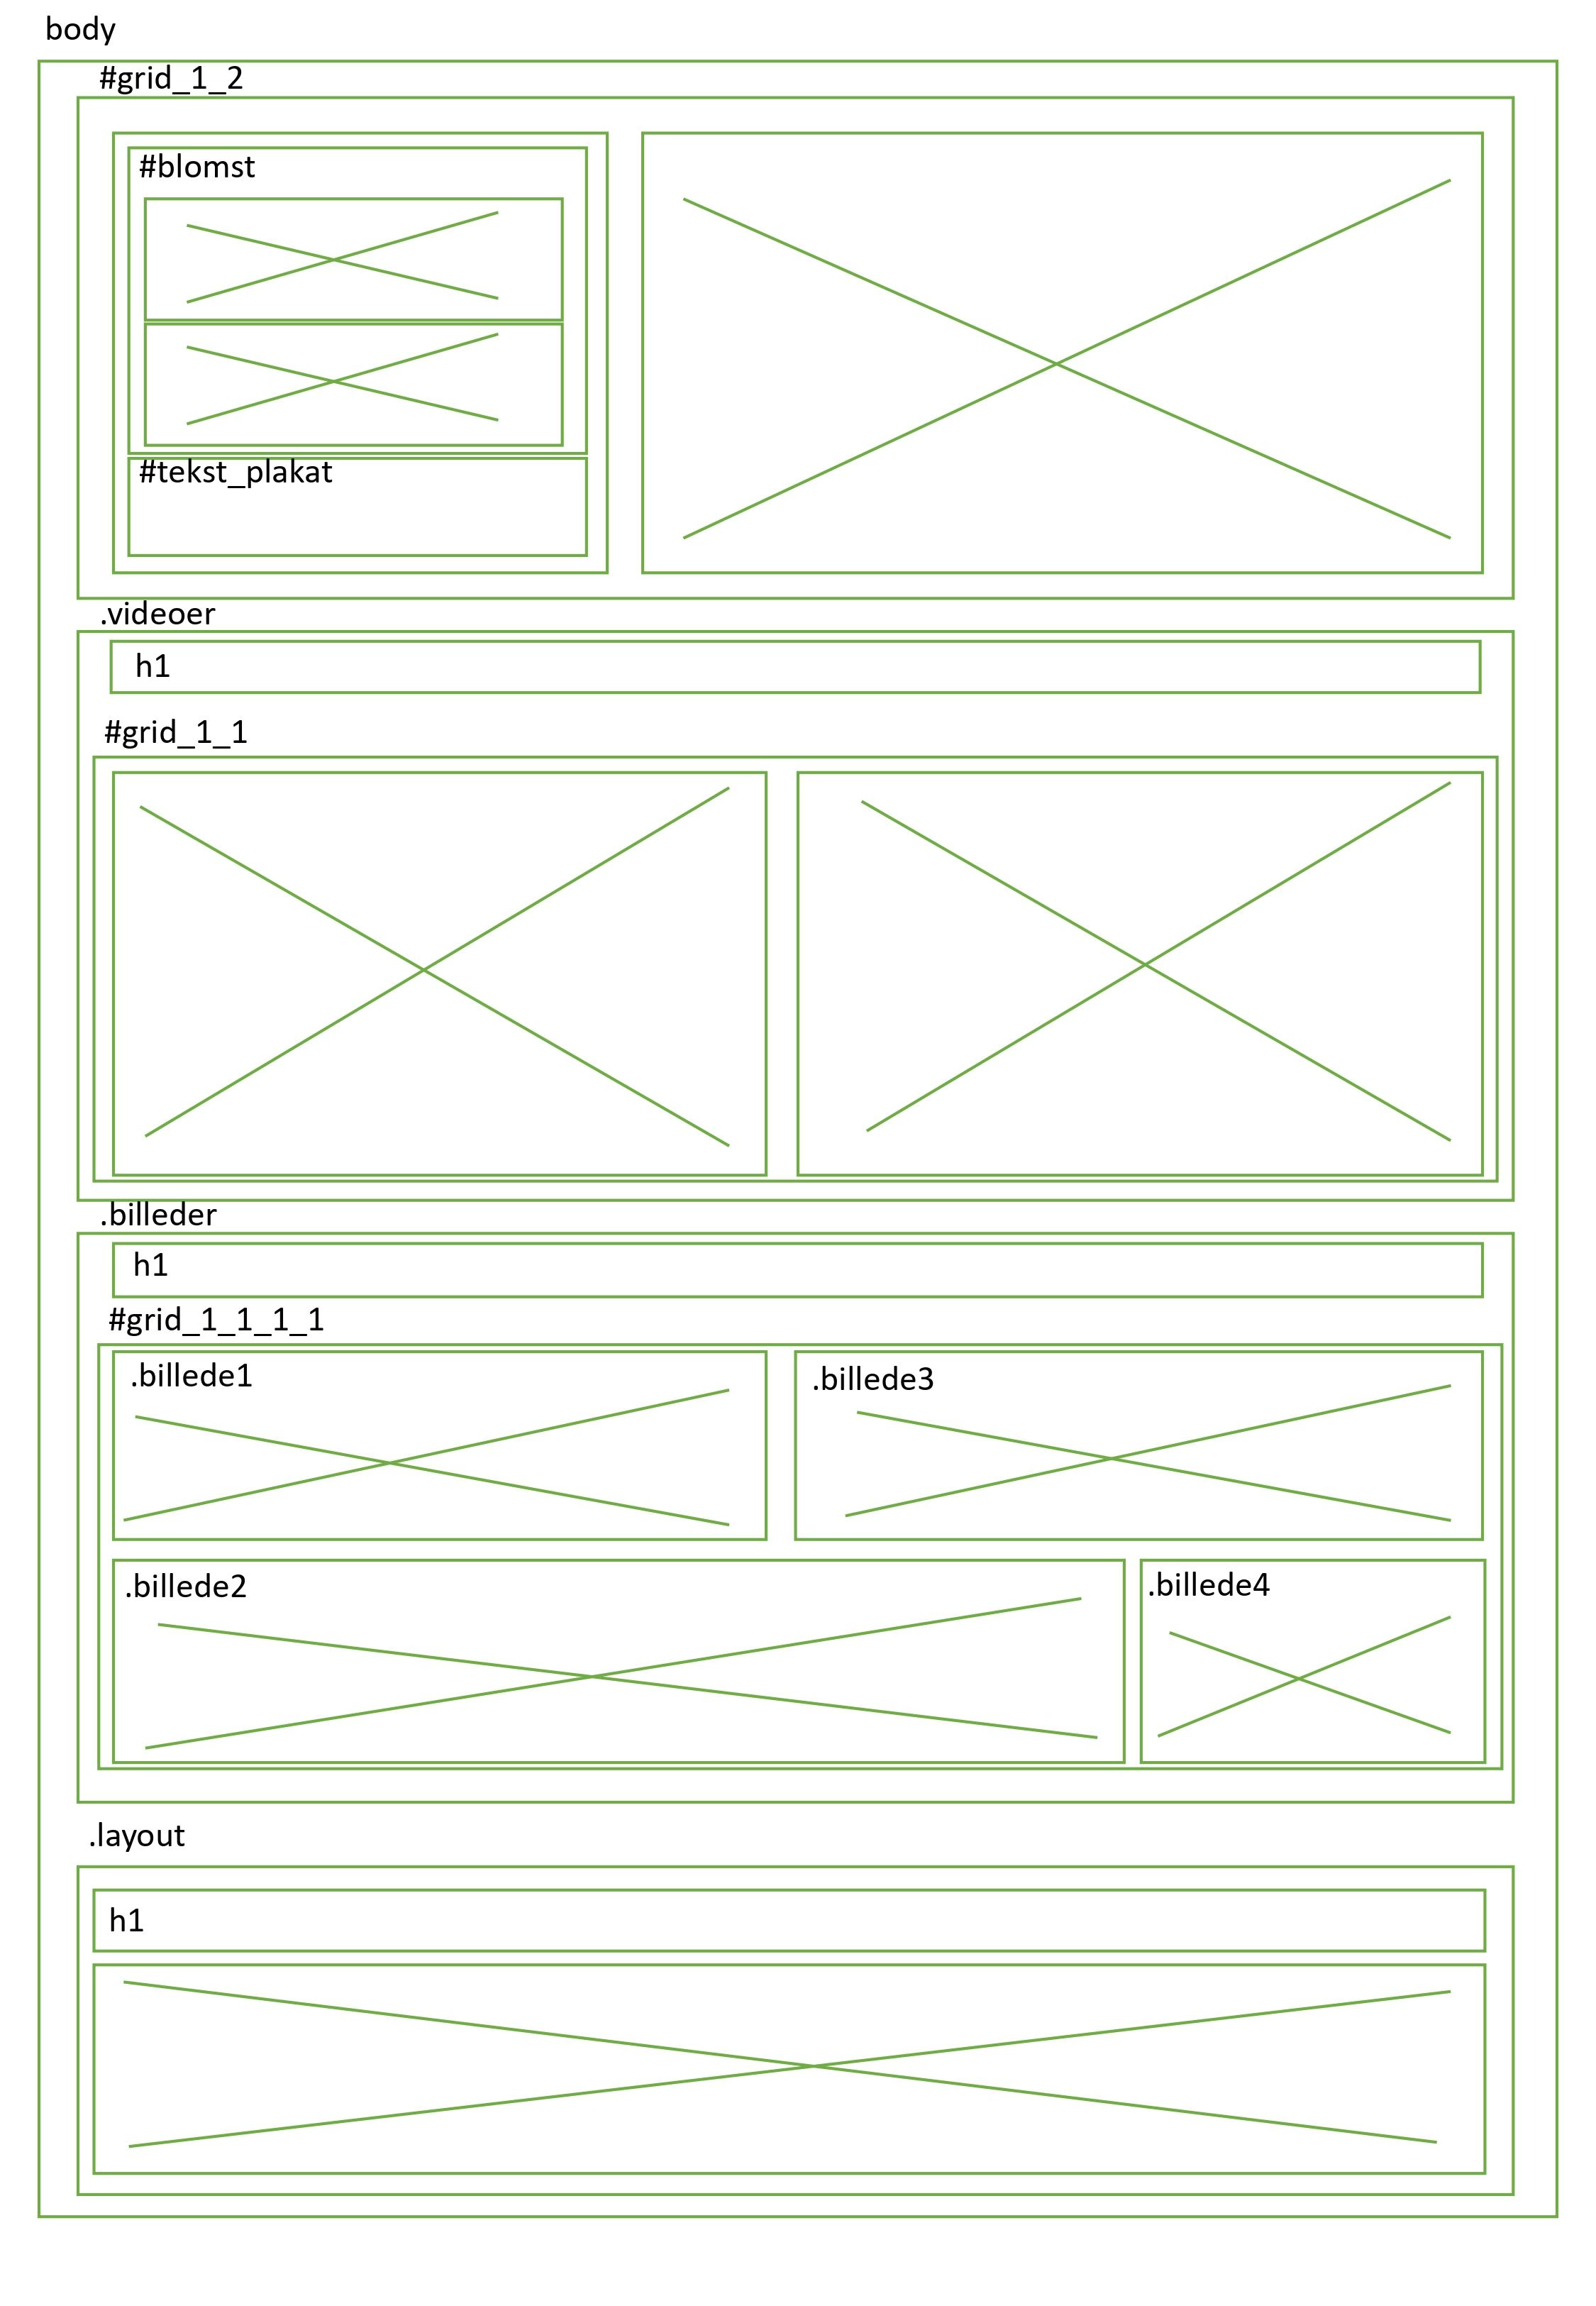 body
#grid_1_2
#blomst
#tekst_plakat
.videoer
h1
#grid_1_1
.billeder
h1
#grid_1_1_1_1
.billede1
.billede3
.billede2
.billede4
.layout
h1